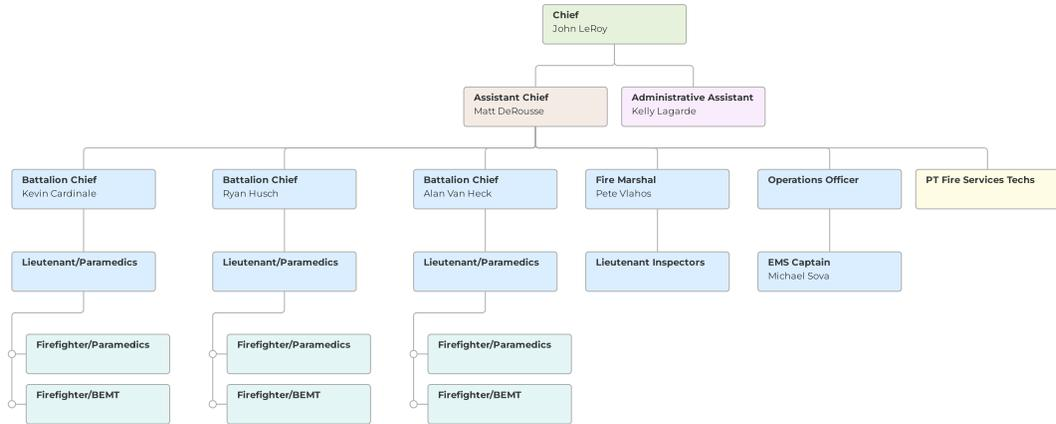 Chief
John LeRoy
Assistant Chief
Matt DeRousse
Administrative Assistant
Kelly Lagarde
Battalion Chief
Kevin Cardinale
Battalion Chief
Ryan Husch
Battalion Chief
Alan Van Heck
Fire Marshal
Pete Vlahos
Operations Officer
PT Fire Services Techs
Lieutenant/Paramedics
Lieutenant/Paramedics
Lieutenant/Paramedics
Lieutenant Inspectors
EMS Captain
Michael Sova
Firefighter/Paramedics
Firefighter/Paramedics
Firefighter/Paramedics
Firefighter/BEMT
Firefighter/BEMT
Firefighter/BEMT